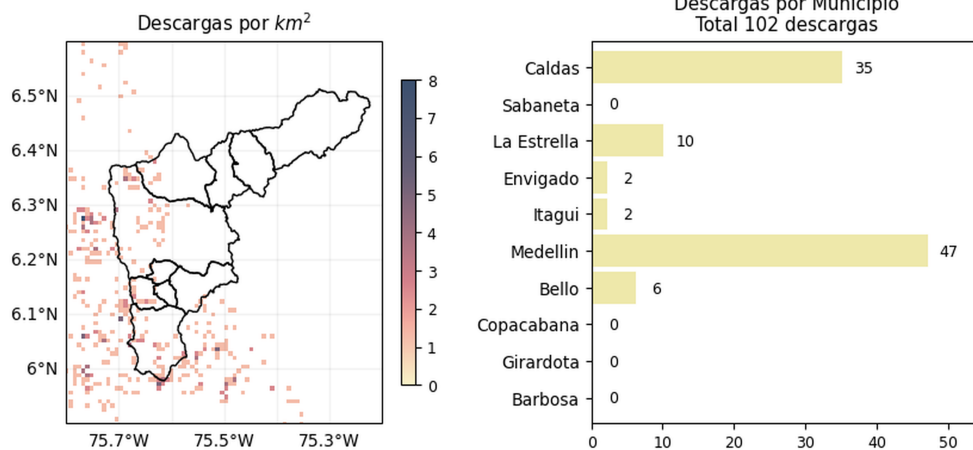 Descargas por km²
6.5°N
6.4°N
6.3°N
6.2°N
6.1°N
6°N
75.7°W 75.5°W 75.3°W
8
7
6
5
4
3
2
1
0
Descargas por Municipio
Total 102 descargas
Caldas 35
Sabaneta 0
La Estrella 10
Envigado 2
Itagui 2
Medellin 47
Bello 6
Copacabana 0
Girardota 0
Barbosa 0
0 10 20 30 40 50